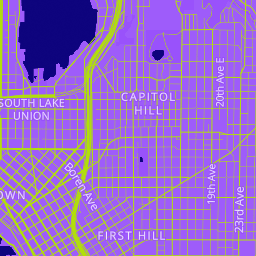 SOUTH LAKE
UNION
CAPITOL
HILL
20th Ave E
Boren Ave
OWN
19th Ave
23rd Ave
FIRST HILL